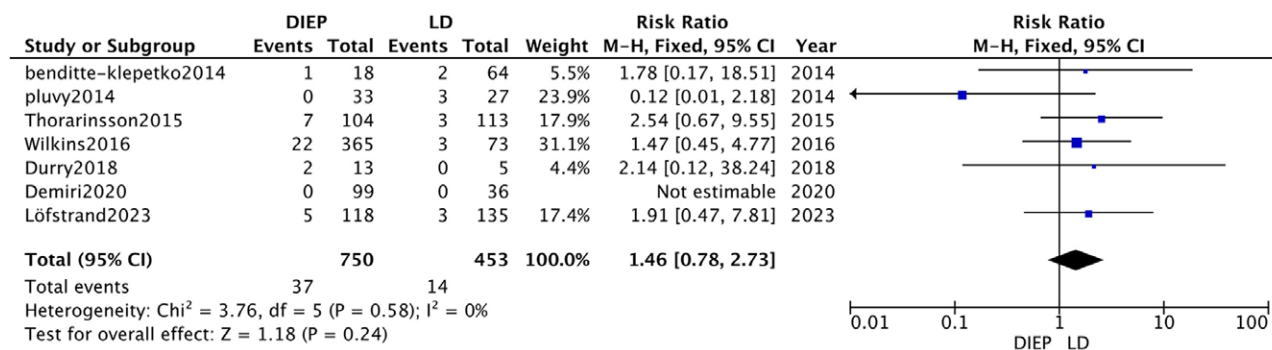 DIEP LD Risk Ratio Risk Ratio
Study or Subgroup Events Total Events Total Weight M-H, Fixed, 95% CI Year M-H, Fixed, 95% CI
benditte-klepetko2014 1 18 2 64 5.5% 1.78 [0.17, 18.51] 2014
pluvy2014 0 33 3 27 23.9% 0.12 [0.01, 2.18] 2014
Thorarinsson2015 7 104 3 113 17.9% 2.54 [0.67, 9.55] 2015
Wilkins2016 22 365 3 73 31.1% 1.47 [0.45, 4.77] 2016
Durry2018 2 13 0 5 4.4% 2.14 [0.12, 38.24] 2018
Demiri2020 0 99 0 36 Not estimable 2020
Löfstrand2023 5 118 3 135 17.4% 1.91 [0.47, 7.81] 2023
Total (95% CI) 750 453 100.0% 1.46 [0.78, 2.73]
Total events 37 14
Heterogeneity: Chi² = 3.76, df = 5 (P = 0.58); I² = 0%
Test for overall effect: Z = 1.18 (P = 0.24)
0.01 0.1 1 10 100
DIEP LD